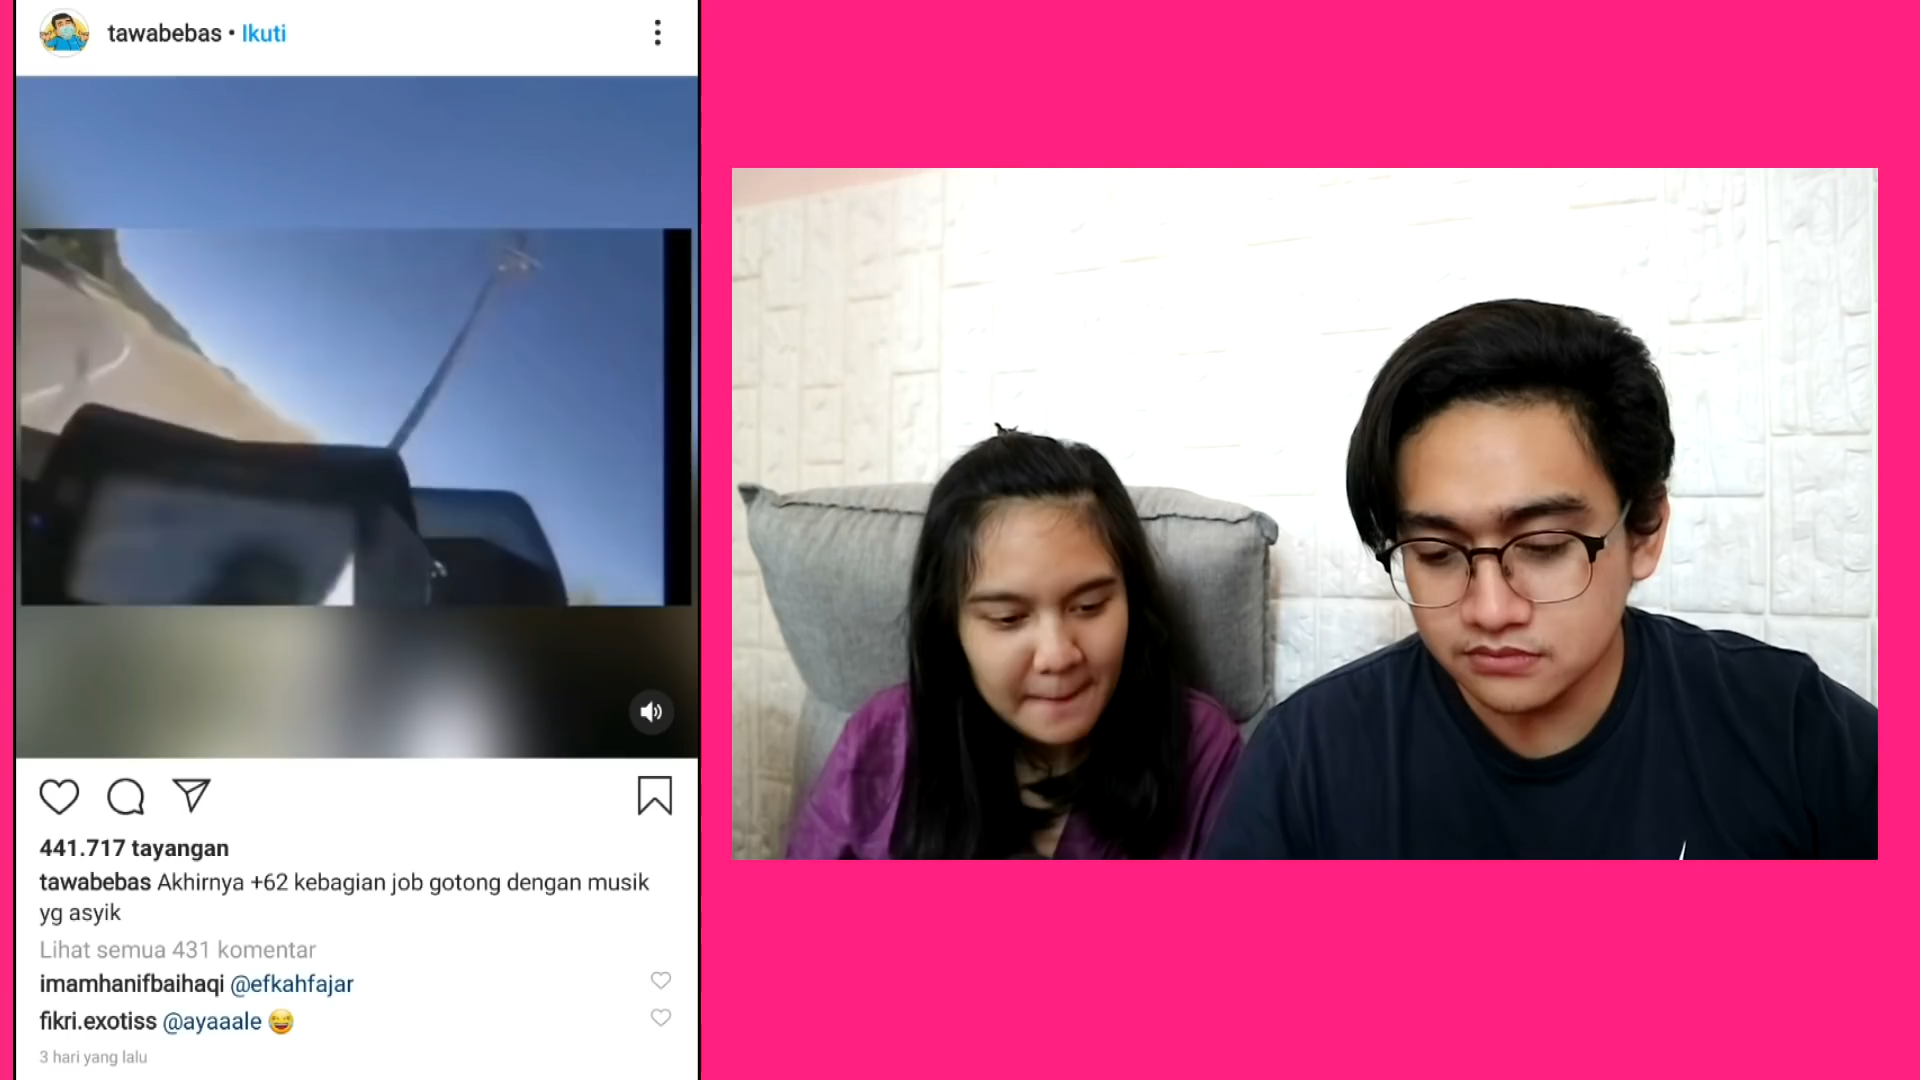 tawabebas • Ikuti
441.717 tayangan
tawabebas Akhirnya +62 kebagian job gotong dengan musik
yg asyik
Lihat semua 431 komentar
imamhanifbaihaqi @efkahfajar
fikri.exotiss @ayaaale 😆
3 hari yang lalu